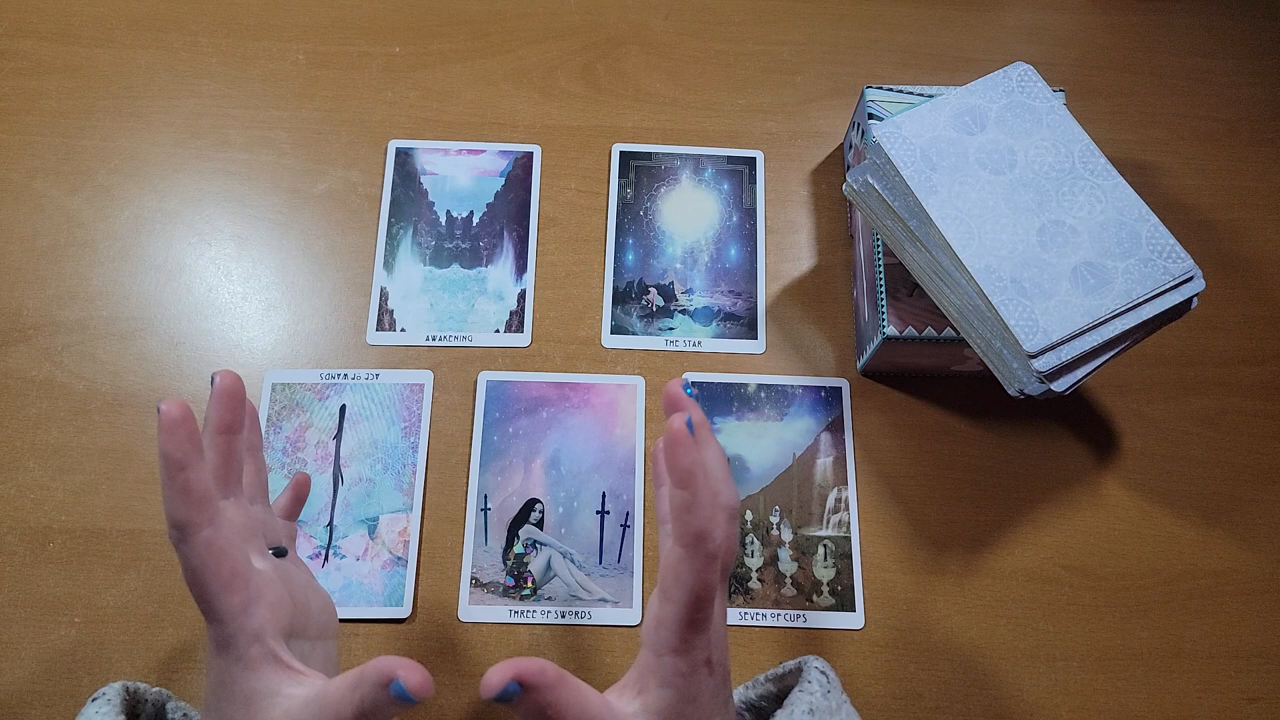 AWAKENING
THE STAR
ACE OF WANDS
THREE OF SWORDS
SEVEN OF CUPS